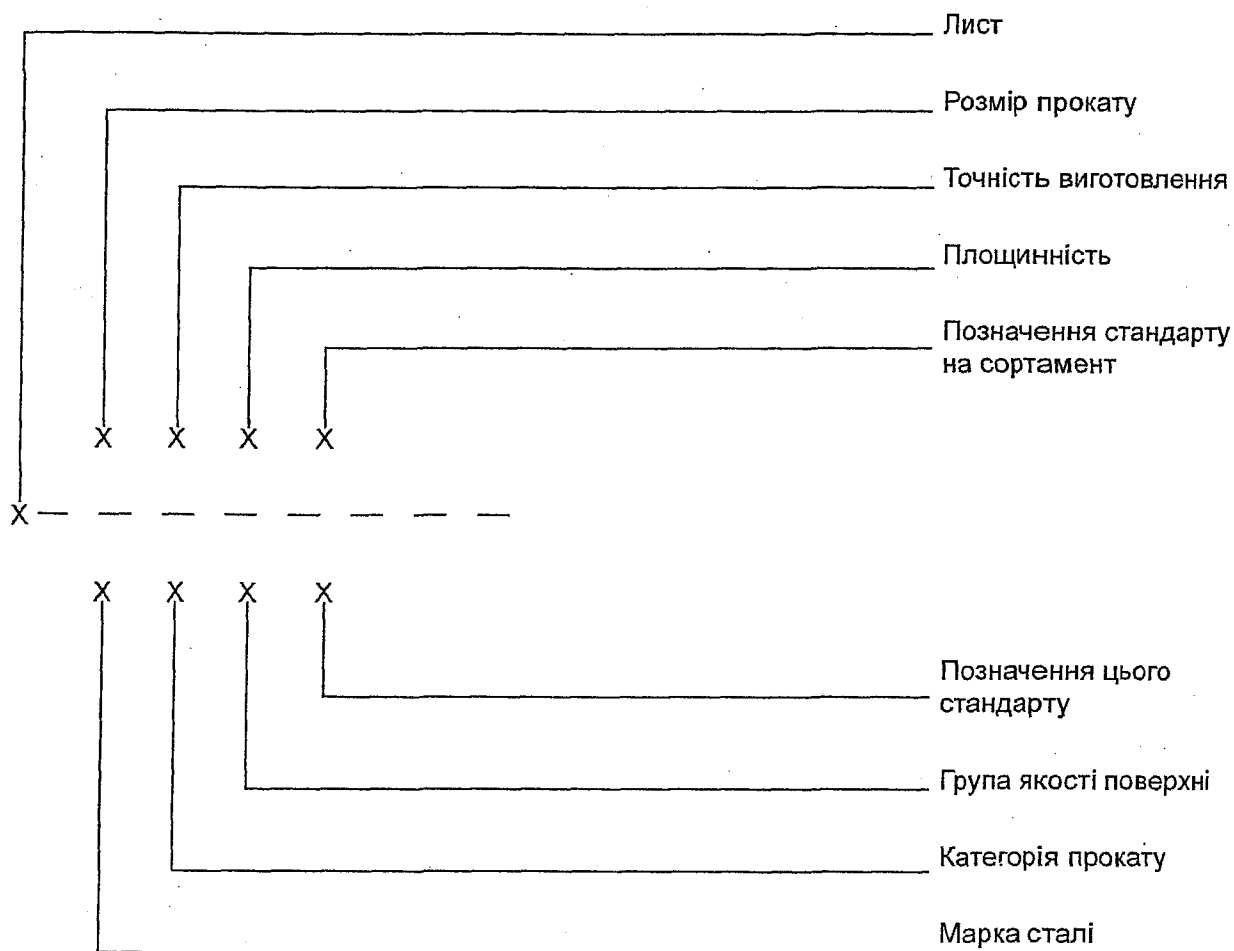 Лист
Розмір прокату
Точність виготовлення
Площинність
Позначення стандарту
на сортамент
X X X X
X — — — — — — — —
X X X X
Позначення цього
стандарту
Група якості поверхні
Категорія прокату
Марка сталі